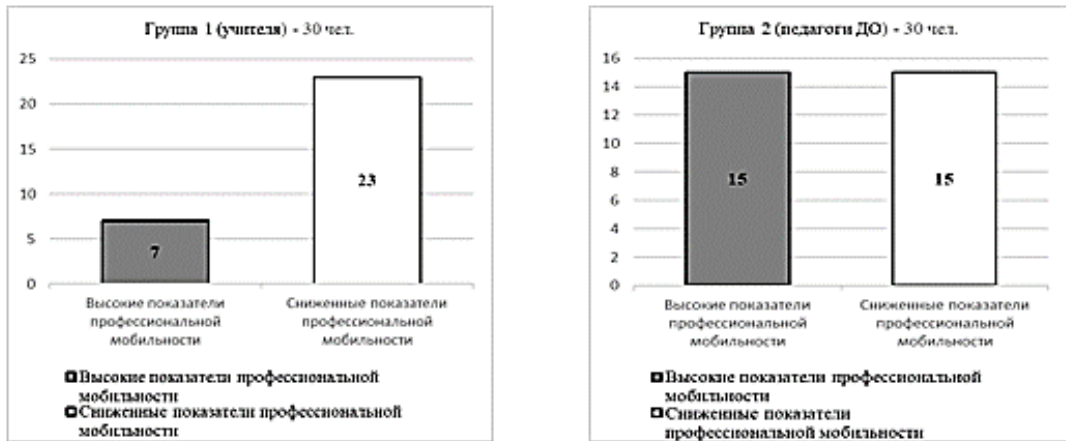 Группа 1 (учителя) - 30 чел.
25
20
15
10
5
0
7
23
Высокие показатели
профессиональной
мобильности
Сниженные показатели
профессиональной
мобильности
Высокие показатели профессиональной
мобильности
Сниженные показатели профессиональной
мобильности
Группа 2 (педагоги ДО) - 30 чел.
16
14
12
10
8
6
4
2
0
15
15
Высокие показатели
профессиональной
мобильности
Сниженные показатели
профессиональной
мобильности
Высокие показатели профессиональной
мобильности
Сниженные показатели
профессиональной мобильности